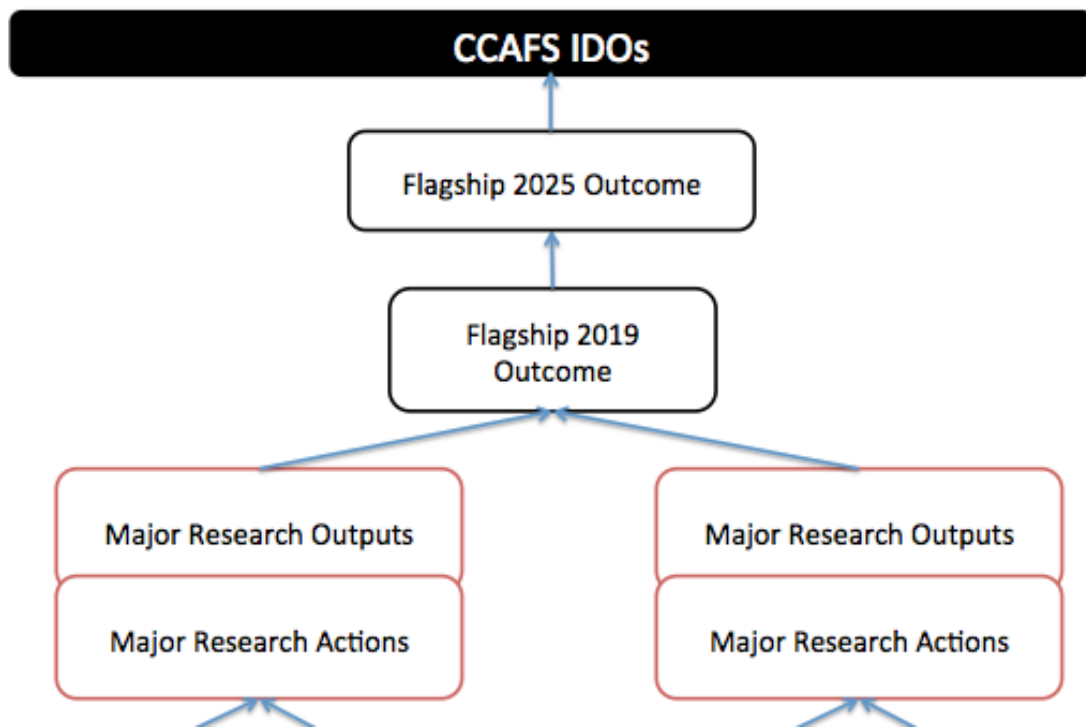 CCAFS IDOs
Flagship 2025 Outcome
Flagship 2019
Outcome
Major Research Outputs
Major Research Outputs
Major Research Actions
Major Research Actions